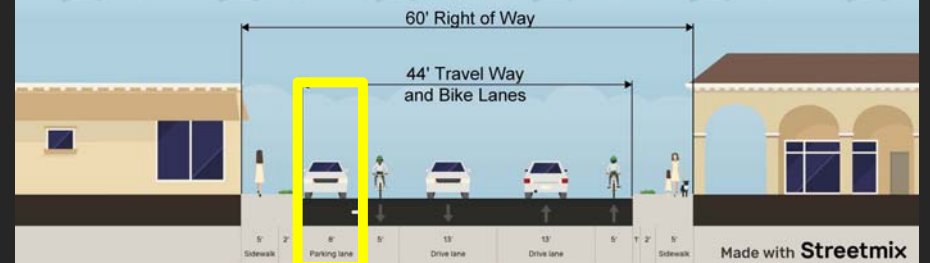 60' Right of Way
44' Travel Way
and Bike Lanes
5' 2' 8' 5' 13' 13' 5' 1' 2' 5'
Sidewalk Parking lane Drive lane Drive lane Sidewalk
Made with Streetmix